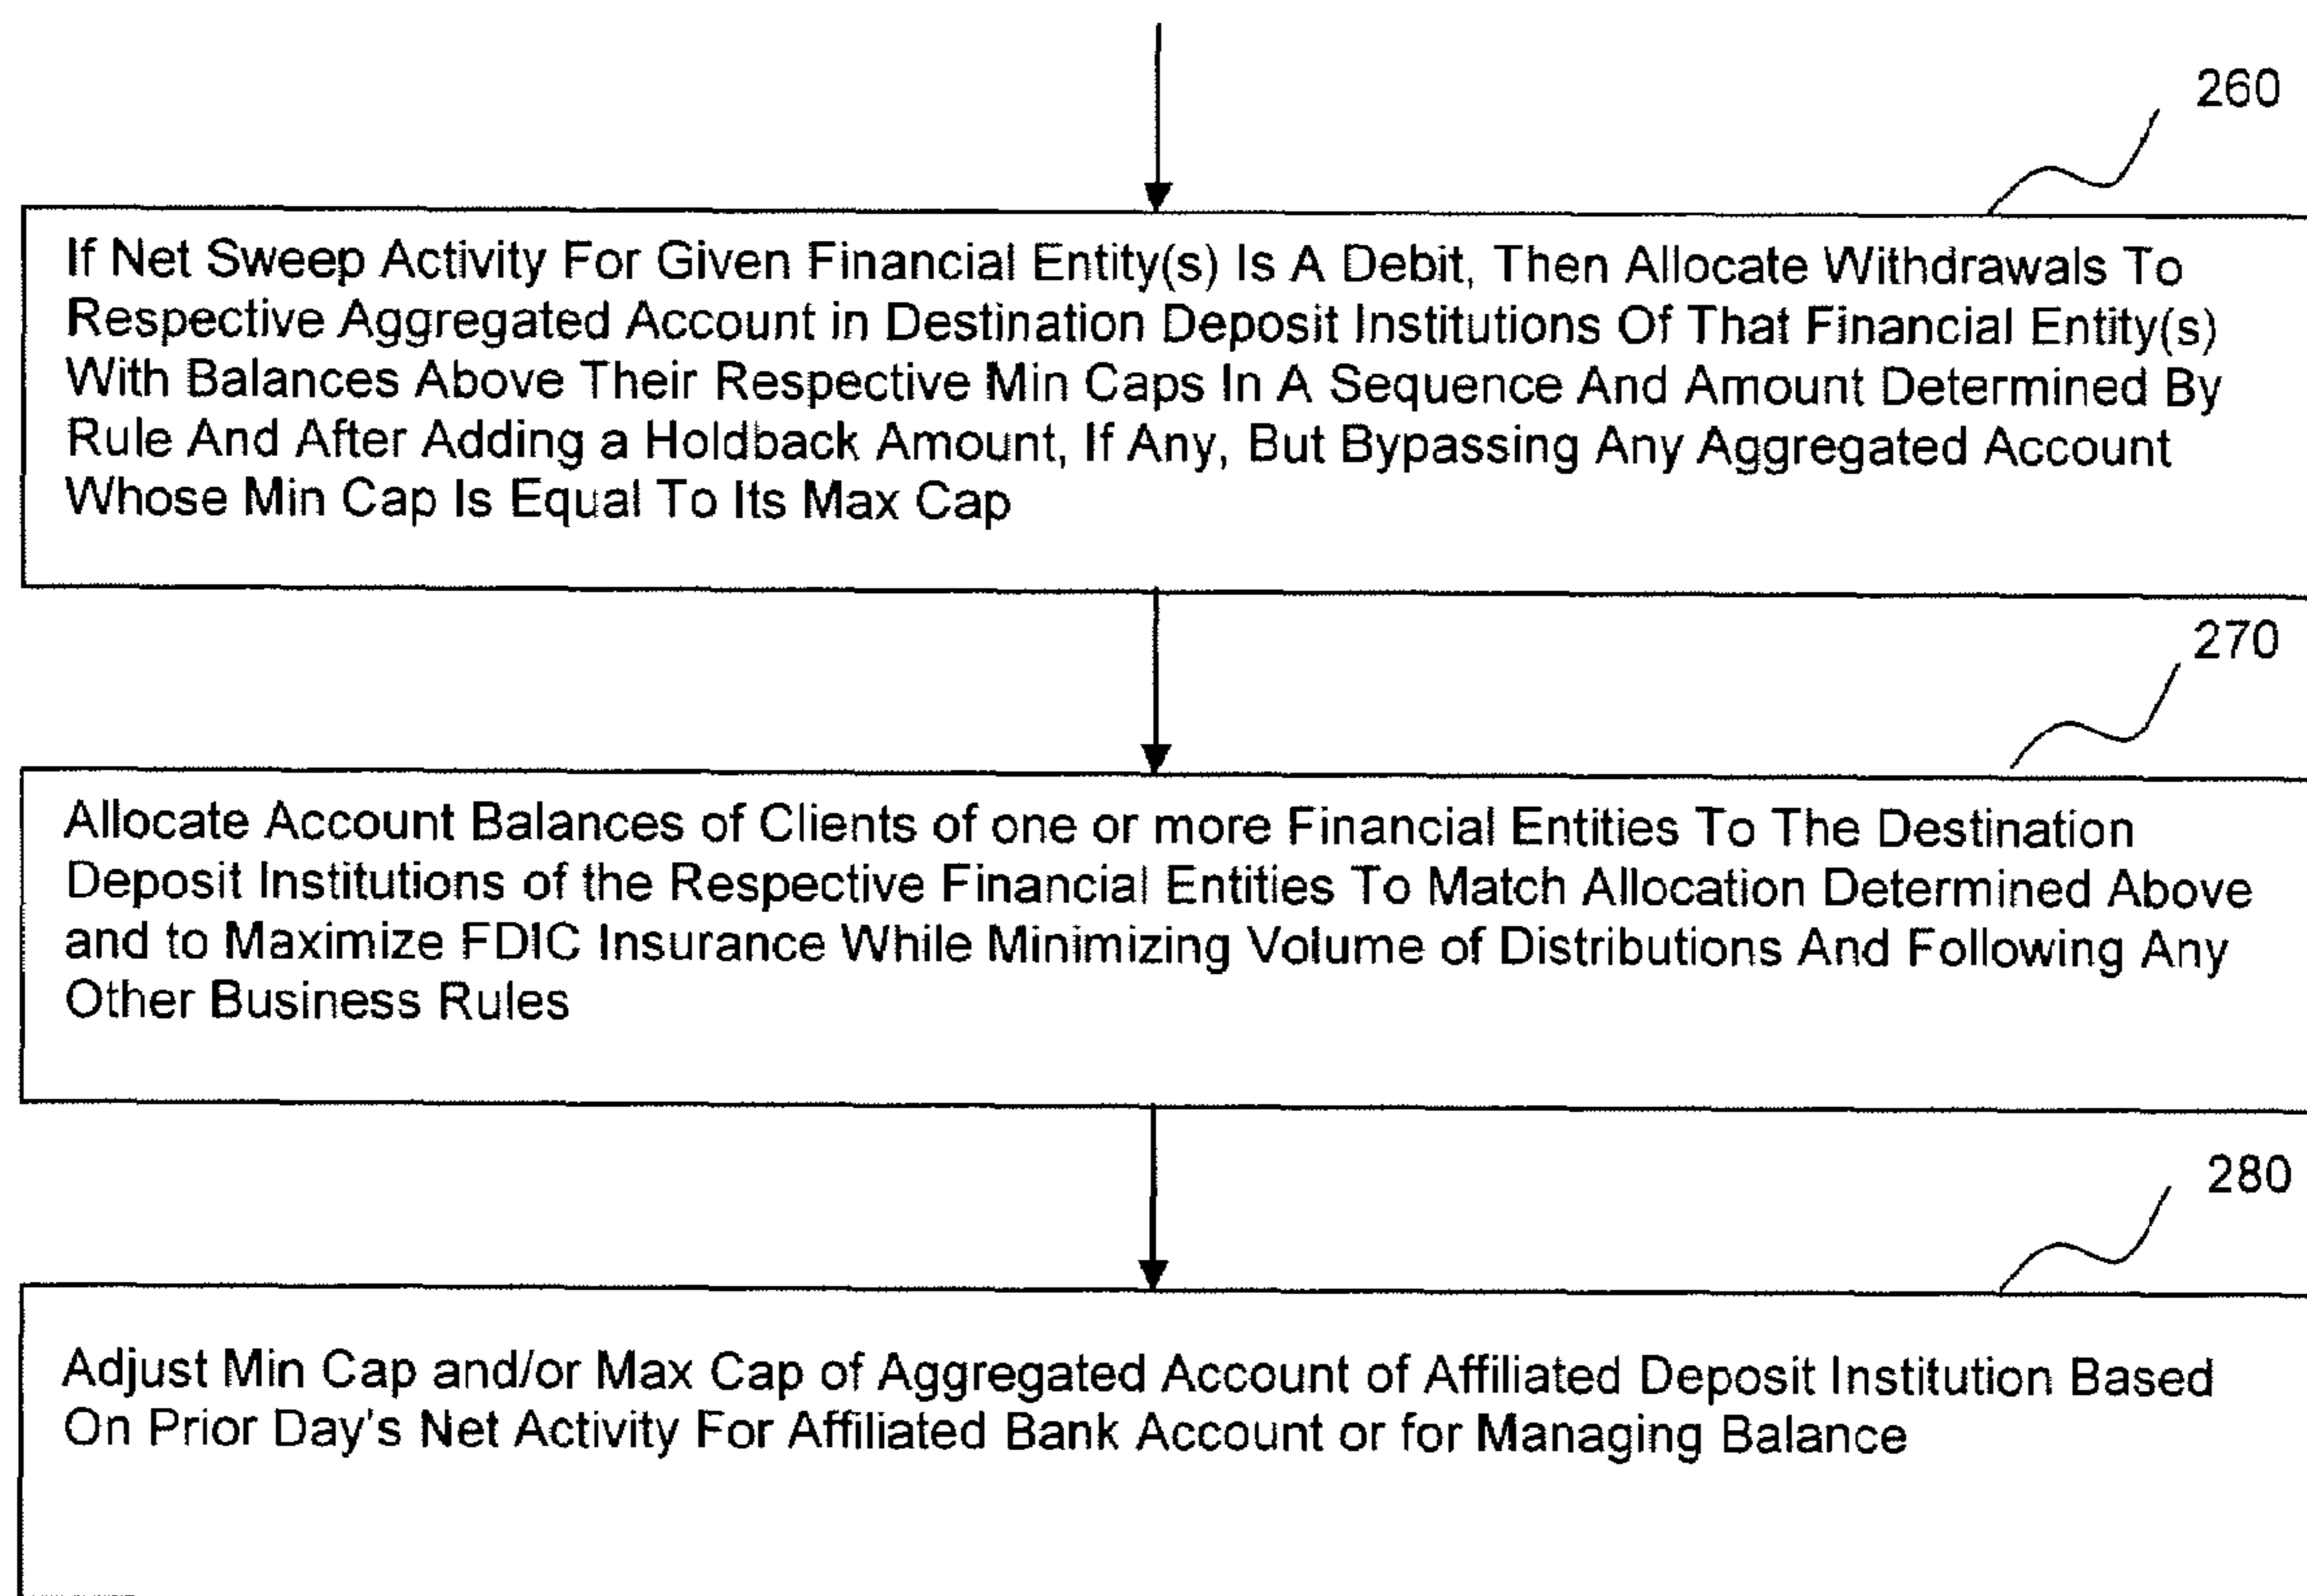 260
If Net Sweep Activity For Given Financial Entity(s) Is A Debit, Then Allocate Withdrawals To
Respective Aggregated Account in Destination Deposit Institutions Of That Financial Entity(s)
With Balances Above Their Respective Min Caps In A Sequence And Amount Determined By
Rule And After Adding a Holdback Amount, If Any, But Bypassing Any Aggregated Account
Whose Min Cap Is Equal To Its Max Cap
270
Allocate Account Balances of Clients of one or more Financial Entities To The Destination
Deposit Institutions of the Respective Financial Entities To Match Allocation Determined Above
and to Maximize FDIC Insurance While Minimizing Volume of Distributions And Following Any
Other Business Rules
280
Adjust Min Cap and/or Max Cap of Aggregated Account of Affiliated Deposit Institution Based
On Prior Day's Net Activity For Affiliated Bank Account or for Managing Balance